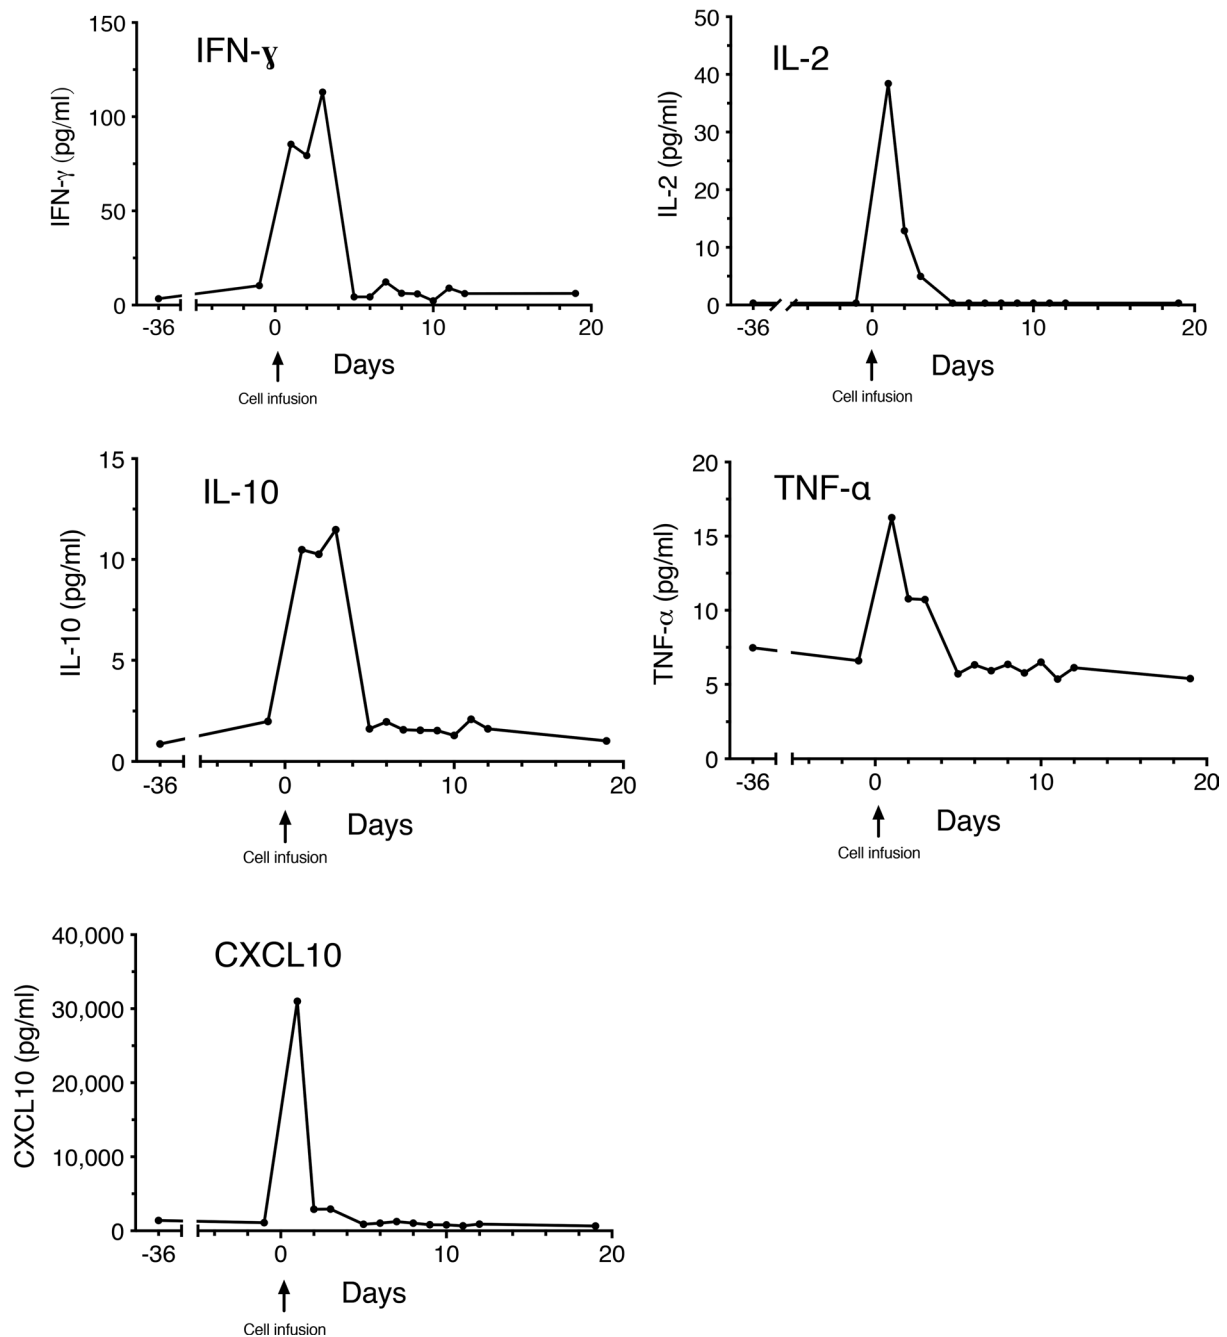 IFN-γ
IFN-γ (pg/ml)
150
100
50
0
-36
0
10
20
Days
Cell infusion
IL-2
IL-2 (pg/ml)
50
40
30
20
10
0
-36
0
10
20
Days
Cell infusion
IL-10
IL-10 (pg/ml)
15
10
5
0
-36
0
10
20
Days
Cell infusion
TNF-α
TNF-α (pg/ml)
20
15
10
5
0
-36
0
10
20
Days
Cell infusion
CXCL10
CXCL10 (pg/ml)
40,000
30,000
20,000
10,000
0
-36
0
10
20
Days
Cell infusion